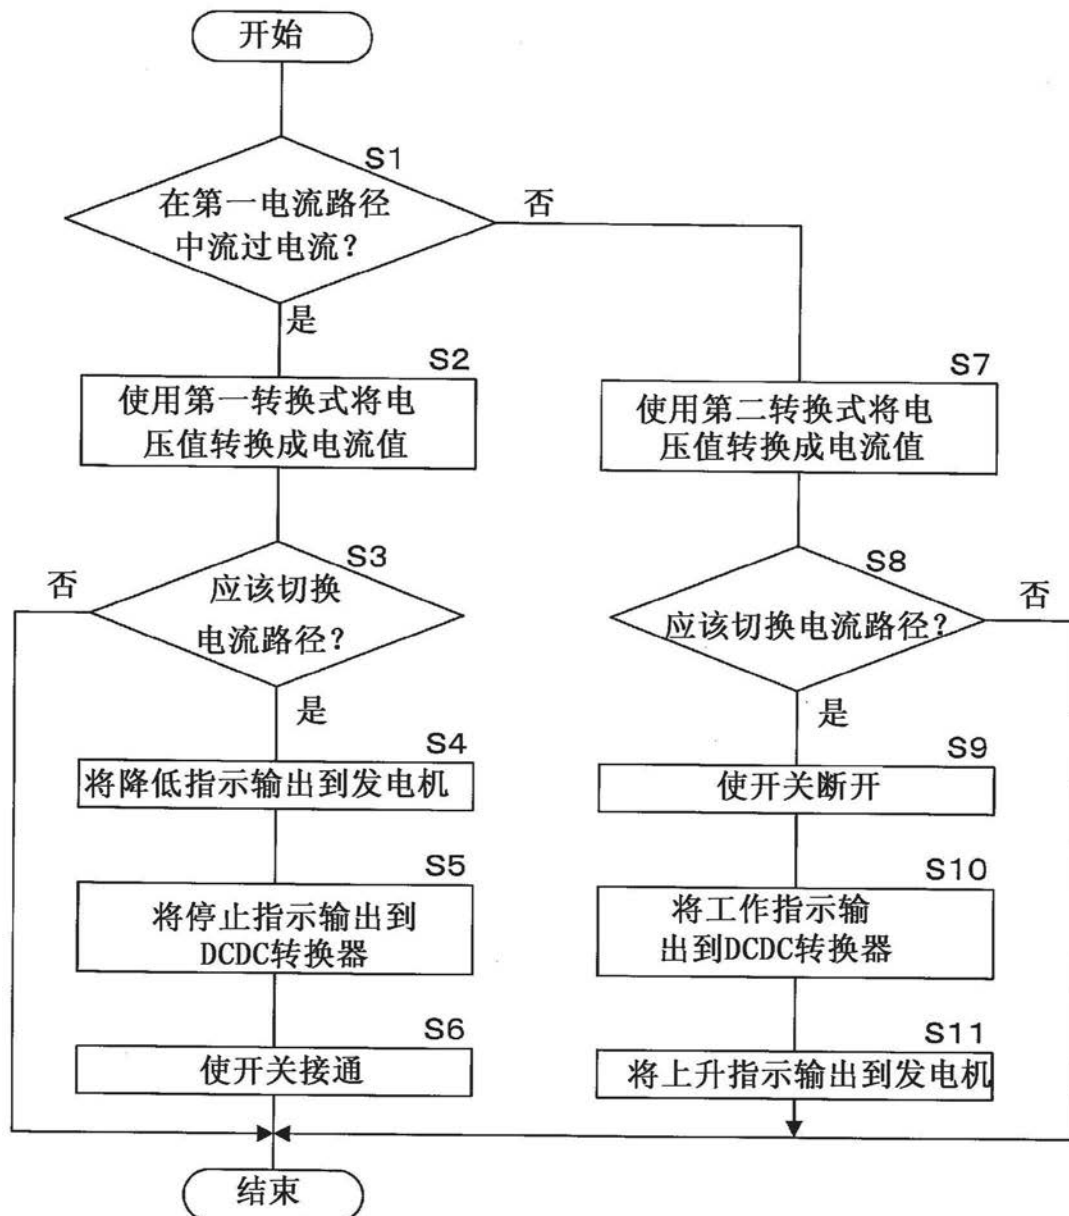 开始
S1
在第一电流路径
中流过电流？
否
是
S2
使用第一转换式将电
压值转换成电流值
S3
否
应该切换
电流路径？
是
S4
将降低指示输出到发电机
S5
将停止指示输出到
DCDC转换器
S6
使开关接通
S7
使用第二转换式将电
压值转换成电流值
S8
应该切换电流路径？
否
是
S9
使开关断开
S10
将工作指示输
出到DCDC转换器
S11
将上升指示输出到发电机
结束